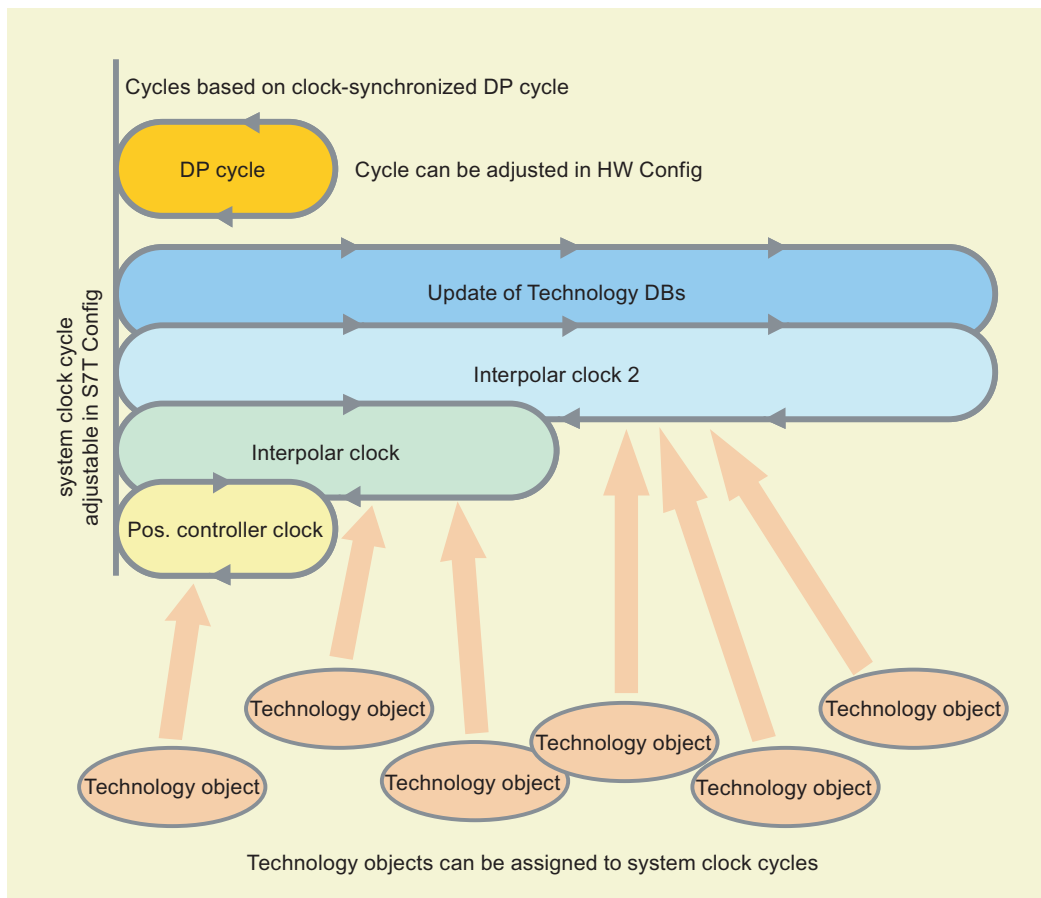 Cycles based on clock-synchronized DP cycle
DP cycle
Cycle can be adjusted in HW Config
system clock cycle
adjustable in S7T Config
Update of Technology DBs
Interpolar clock 2
Interpolar clock
Pos. controller clock
Technology object
Technology object
Technology object
Technology object
Technology object
Technology object
Technology objects can be assigned to system clock cycles